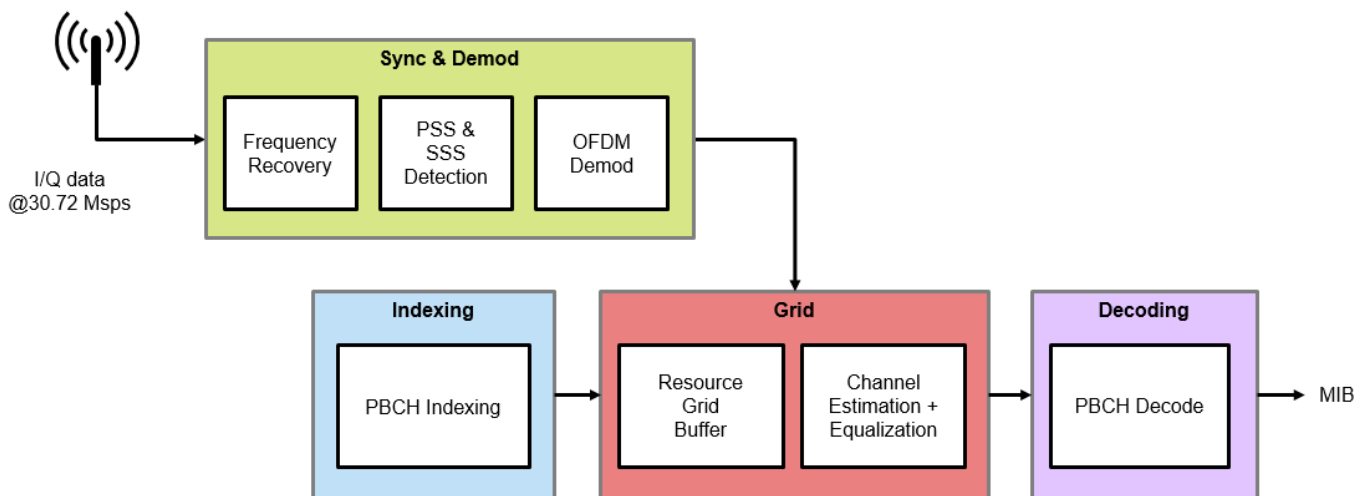 Sync & Demod
Frequency
Recovery
PSS &
SSS
Detection
OFDM
Demod
I/Q data
@30.72 Msps
Indexing
PBCH Indexing
Grid
Resource
Grid
Buffer
Channel
Estimation +
Equalization
Decoding
PBCH Decode
MIB